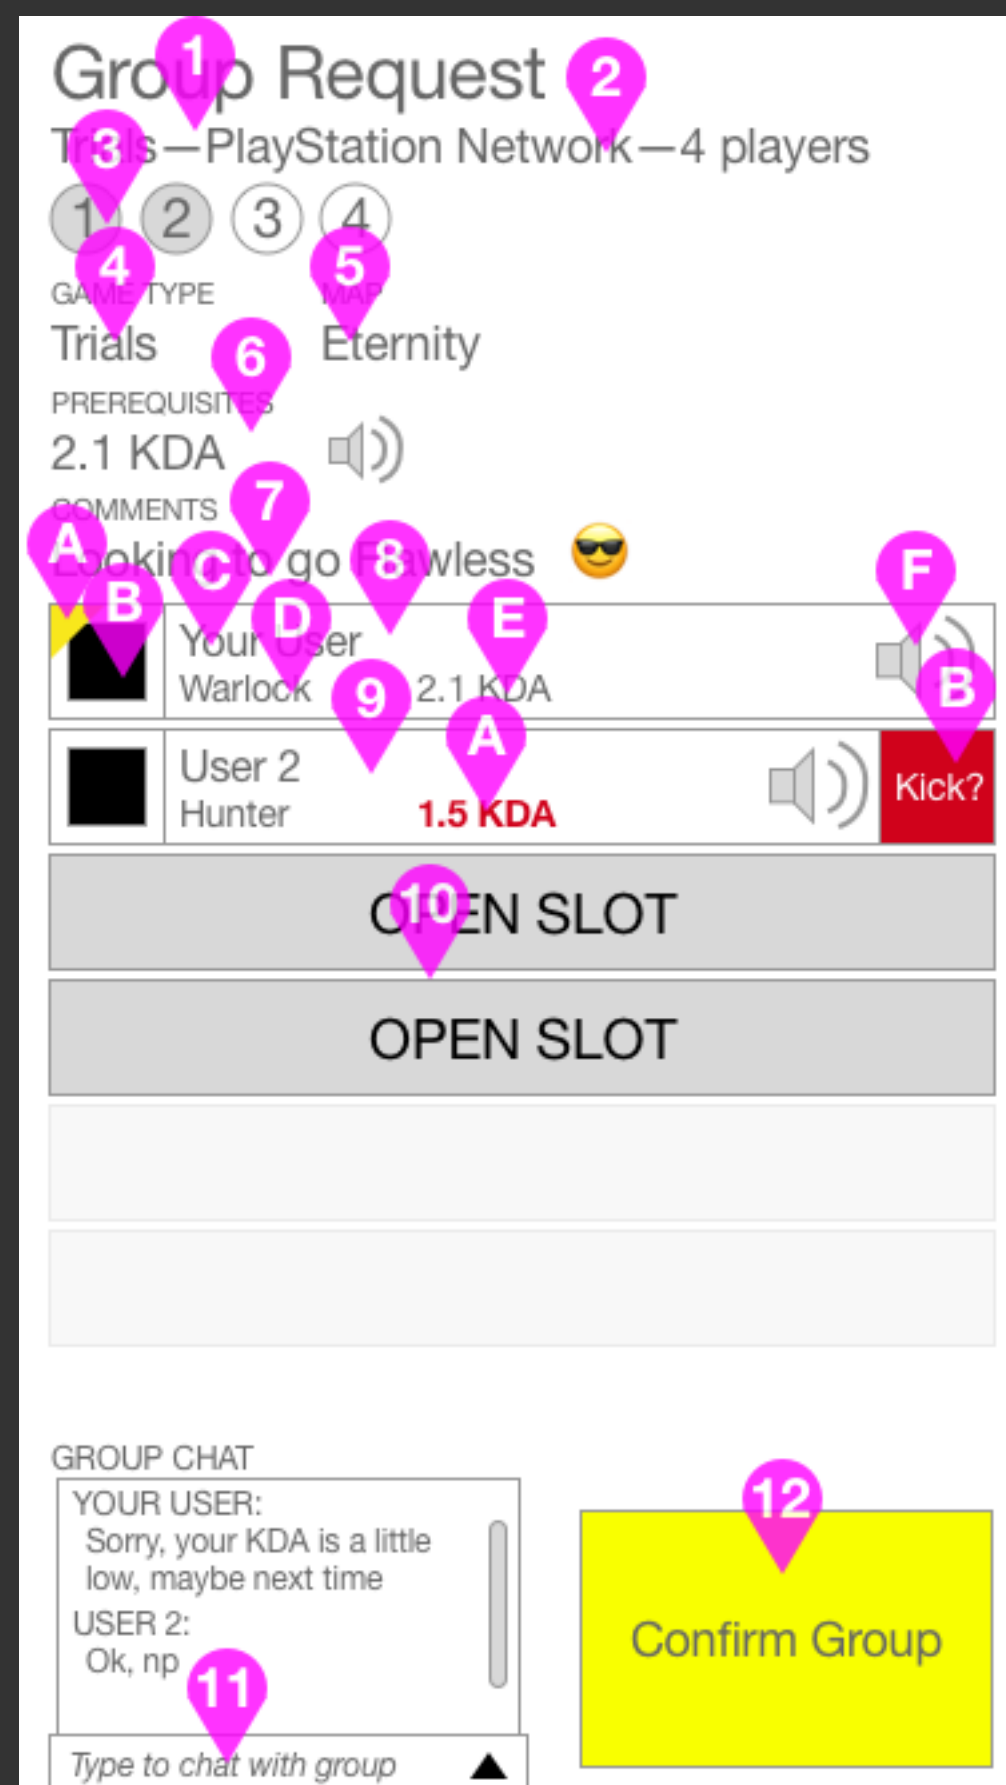 1
2
Group Request
3
Trials—PlayStation Network—4 players
1 2 3 4
4
5
GAME TYPE MAP
Trials Eternity
6
PREREQUISITES
2.1 KDA
7
COMMENTS
A C 8 F
Looking to go Flawless 😎
B D E
Your User
Warlock 2.1 KDA
9 A B
User 2
Hunter 1.5 KDA Kick?
10
OPEN SLOT
OPEN SLOT
GROUP CHAT
YOUR USER:
Sorry, your KDA is a little
low, maybe next time
USER 2:
Ok, np
11
Type to chat with group
12
Confirm Group